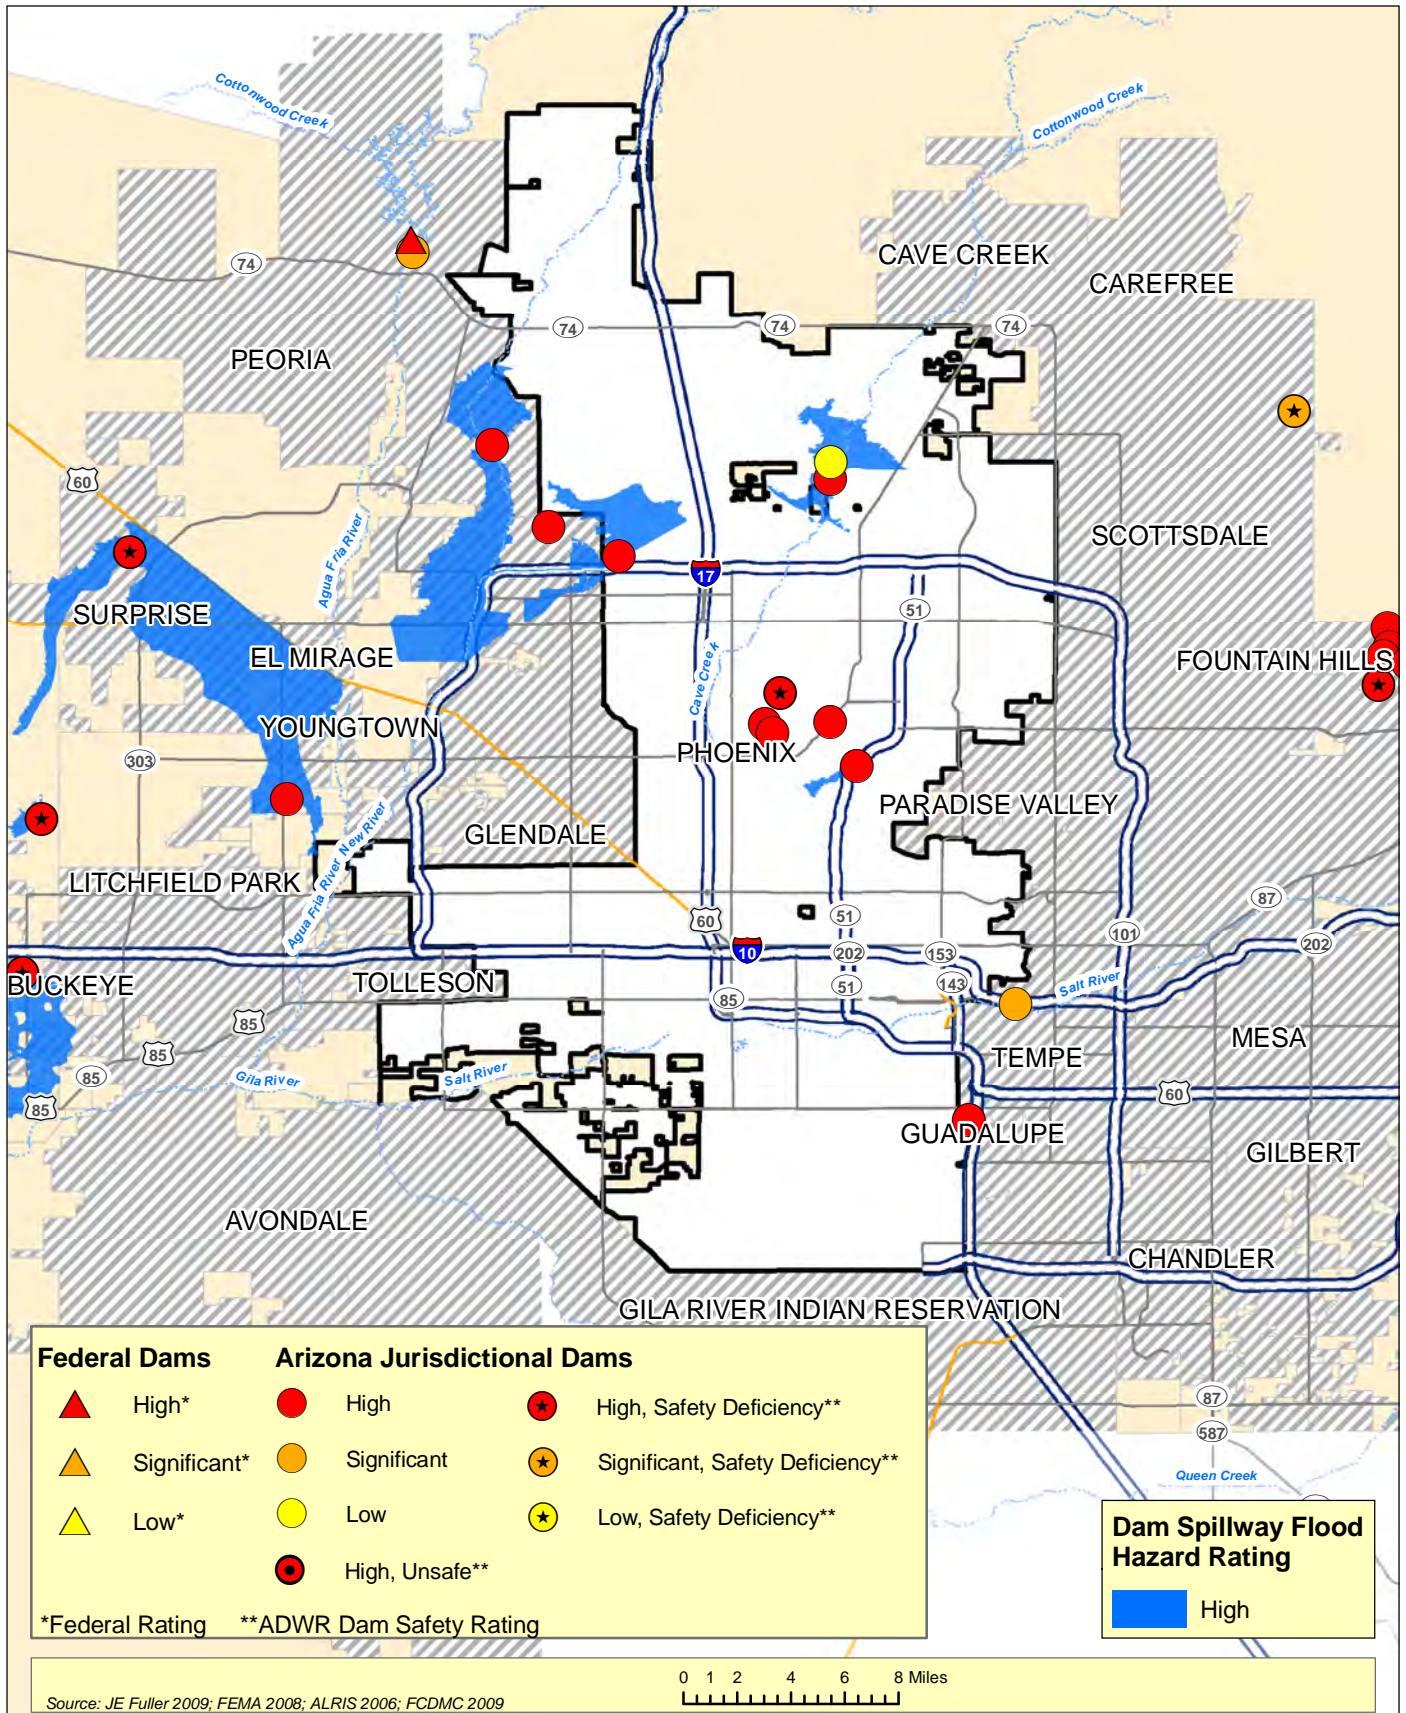 Cottonwood Creek
Cottonwood Creek
CAVE CREEK
74
CAREFREE
74
74
74
PEORIA
60
Agua Fria River
SCOTTSDALE
17
SURPRISE
51
EL MIRAGE
FOUNTAIN HILLS
Cave Creek
YOUNGTOWN
PHOENIX
303
PARADISE VALLEY
GLENDALE
Agua Fria River New River
LITCHFIELD PARK
87
60
51
101
202
10
202
153
BUCKEYE
TOLLESON
143
Salt River
85
51
85
MESA
85
TEMPE
85
Gila River
Salt River
60
85
GUADALUPE
GILBERT
AVONDALE
CHANDLER
GILA RIVER INDIAN RESERVATION
87
587
Queen Creek
Federal Dams
Arizona Jurisdictional Dams
High*
High
High, Safety Deficiency**
Significant*
Significant
Significant, Safety Deficiency**
Low*
Low
Low, Safety Deficiency**
High, Unsafe**
*Federal Rating
**ADWR Dam Safety Rating
Dam Spillway Flood
Hazard Rating
High
0 1 2 4 6 8 Miles
Source: JE Fuller 2009; FEMA 2008; ALRIS 2006; FCDMC 2009